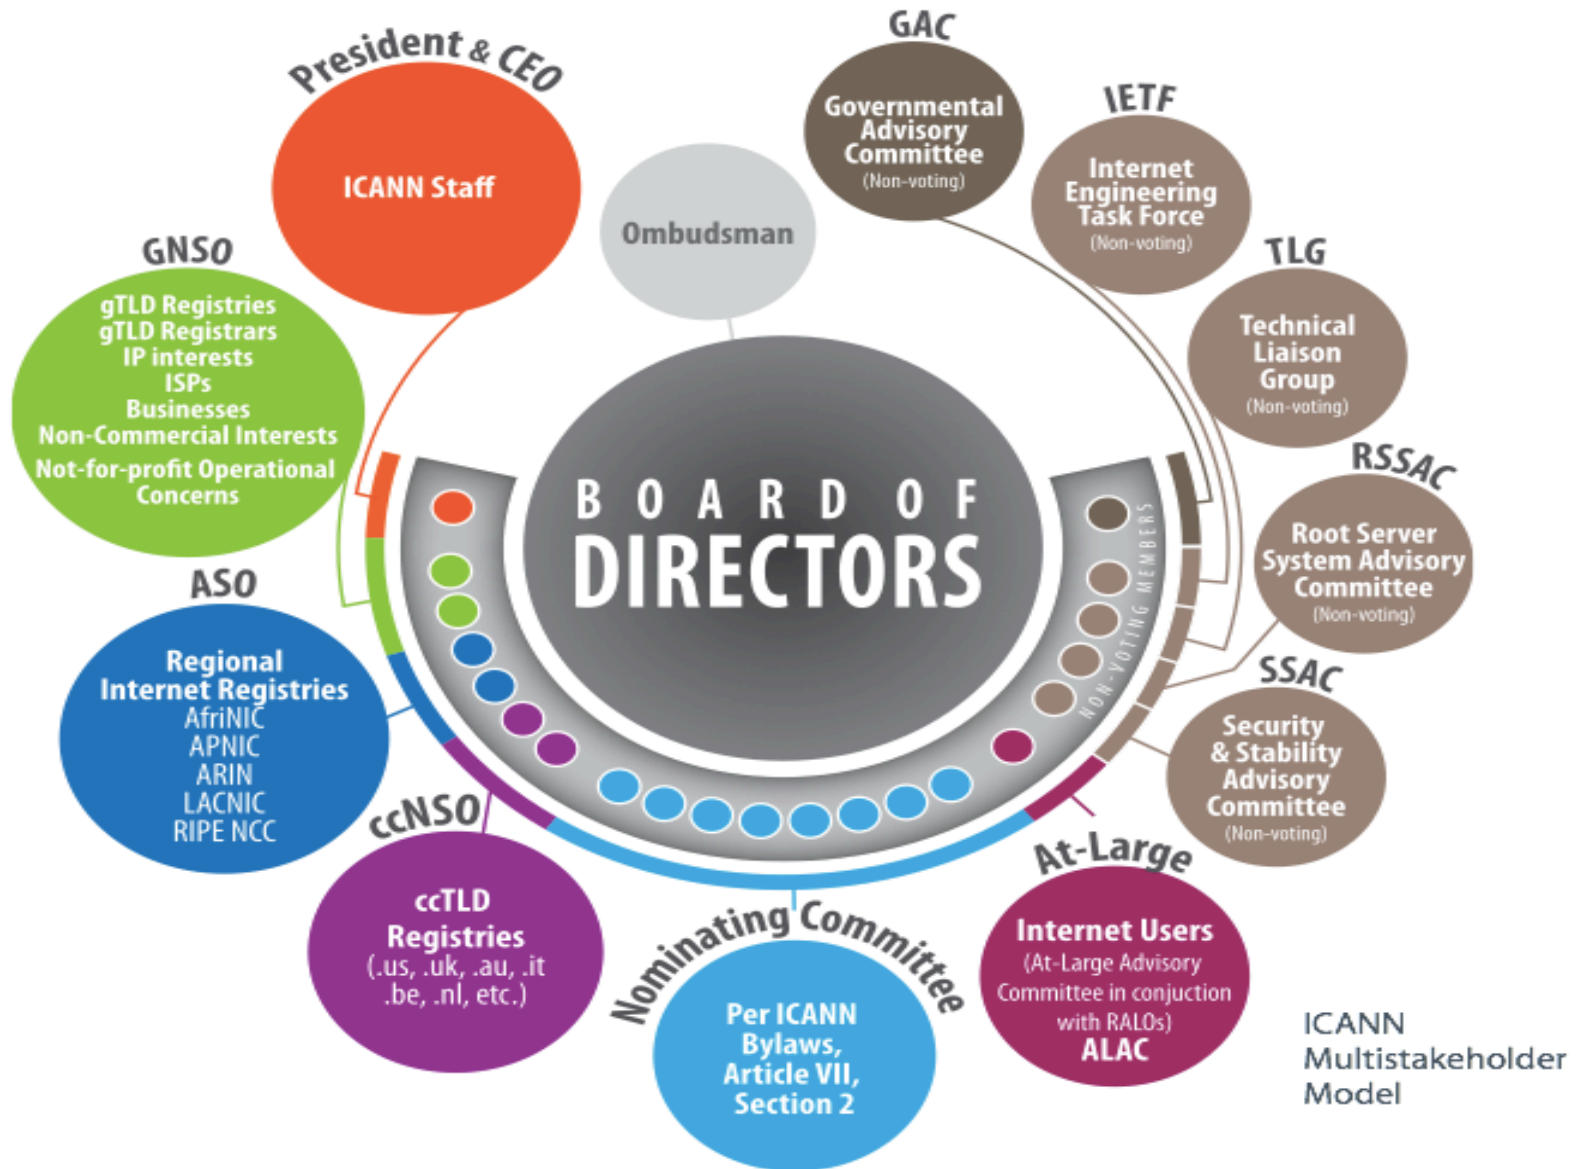 President & CEO
ICANN Staff
Ombudsman
GAC
Governmental
Advisory
Committee
(Non-voting)
IETF
Internet
Engineering
Task Force
(Non-voting)
TLG
Technical
Liaison
Group
(Non-voting)
GNSO
gTLD Registries
gTLD Registrars
IP interests
ISPs
Businesses
Non-Commercial Interests
Not-for-profit Operational
Concerns
BOARD OF
DIRECTORS
NON-VOTING MEMBERS
RSSAC
Root Server
System Advisory
Committee
(Non-voting)
ASO
Regional
Internet Registries
AfriNIC
APNIC
ARIN
LACNIC
RIPE NCC
SSAC
Security
& Stability
Advisory
Committee
(Non-voting)
ccNSO
ccTLD
Registries
(.us, .uk, .au, .it
.be, .nl, etc.)
Nominating Committee
Per ICANN
Bylaws,
Article VII,
Section 2
At-Large
Internet Users
(At-Large Advisory
Committee in conjuction
with RALOs)
ALAC
ICANN
Multistakeholder
Model